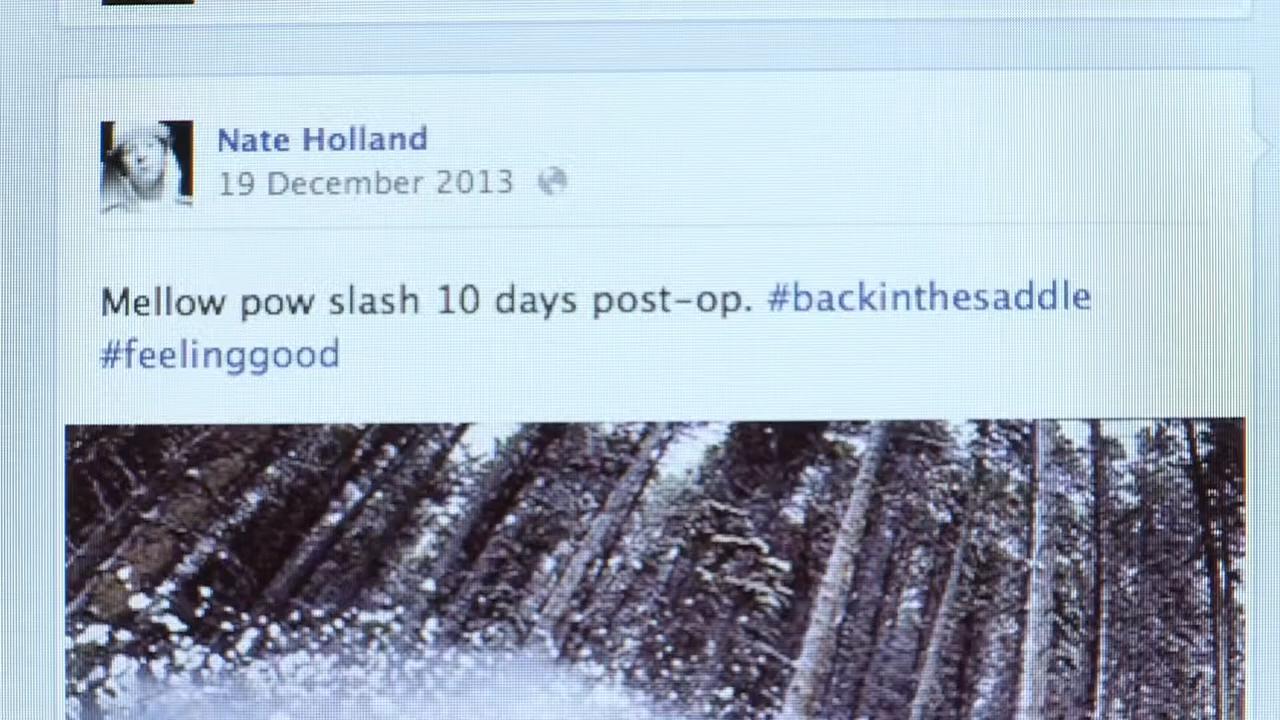 Nate Holland
19 December 2013
Mellow pow slash 10 days post-op. #backinthesaddle
#feelinggood